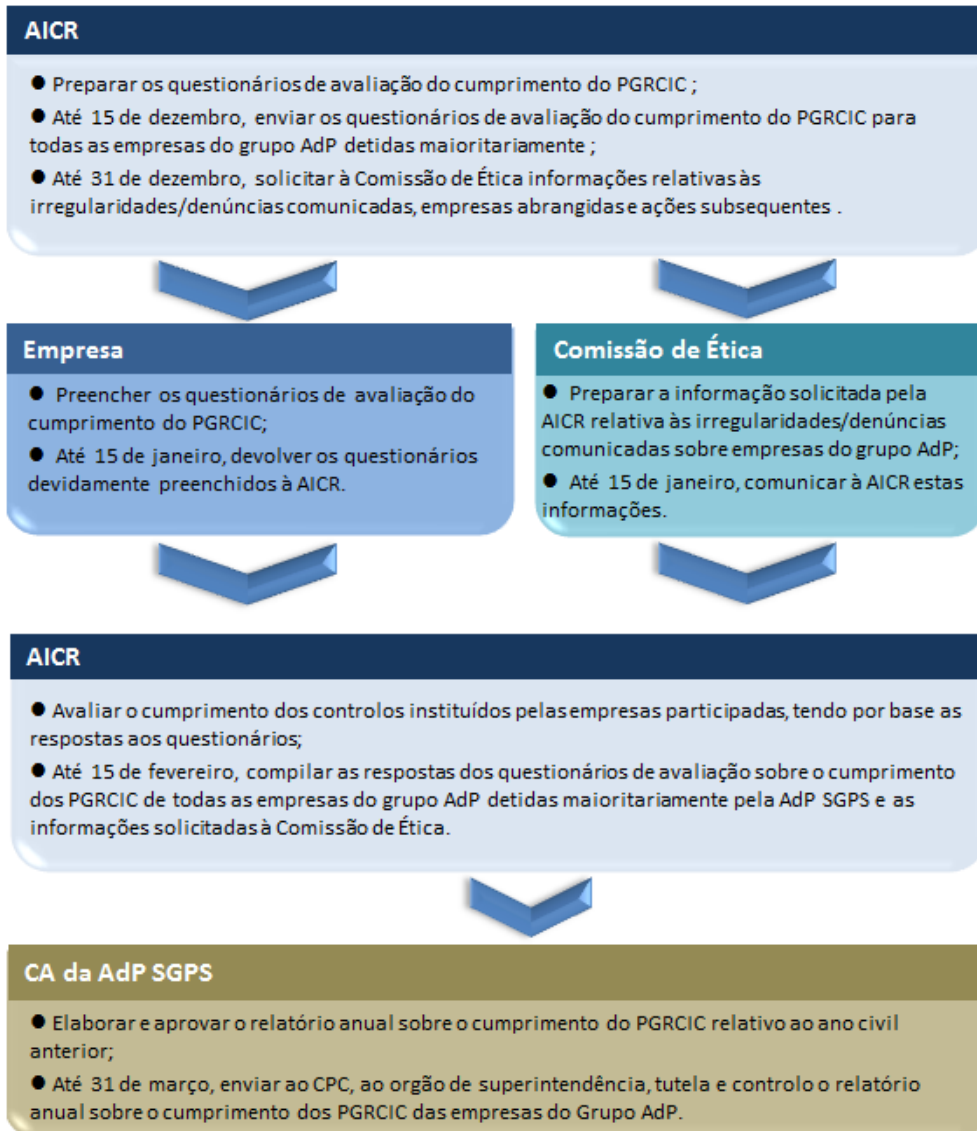 AICR
● Preparar os questionários de avaliação do cumprimento do PGRCIC ;
● Até 15 de dezembro, enviar os questionários de avaliação do cumprimento do PGRCIC para
todas as empresas do grupo AdP detidas maioritariamente ;
● Até 31 de dezembro, solicitar à Comissão de Ética informações relativas às
irregularidades/denúncias comunicadas, empresas abrangidas e ações subsequentes .
Empresa
● Preencher os questionários de avaliação do
cumprimento do PGRCIC;
● Até 15 de janeiro, devolver os questionários
devidamente preenchidos à AICR.
Comissão de Ética
● Preparar a informação solicitada pela
AICR relativa às irregularidades/denúncias
comunicadas sobre empresas do grupo AdP;
● Até 15 de janeiro, comunicar à AICR estas
informações.
AICR
● Avaliar o cumprimento dos controlos instituídos pelas empresas participadas, tendo por base as
respostas aos questionários;
● Até 15 de fevereiro, compilar as respostas dos questionários de avaliação sobre o cumprimento
dos PGRCIC de todas as empresas do grupo AdP detidas maioritariamente pela AdP SGPS e as
informações solicitadas à Comissão de Ética.
CA da AdP SGPS
● Elaborar e aprovar o relatório anual sobre o cumprimento do PGRCIC relativo ao ano civil
anterior;
● Até 31 de março, enviar ao CPC, ao orgão de superintendência, tutela e controlo o relatório
anual sobre o cumprimento dos PGRCIC das empresas do Grupo AdP.